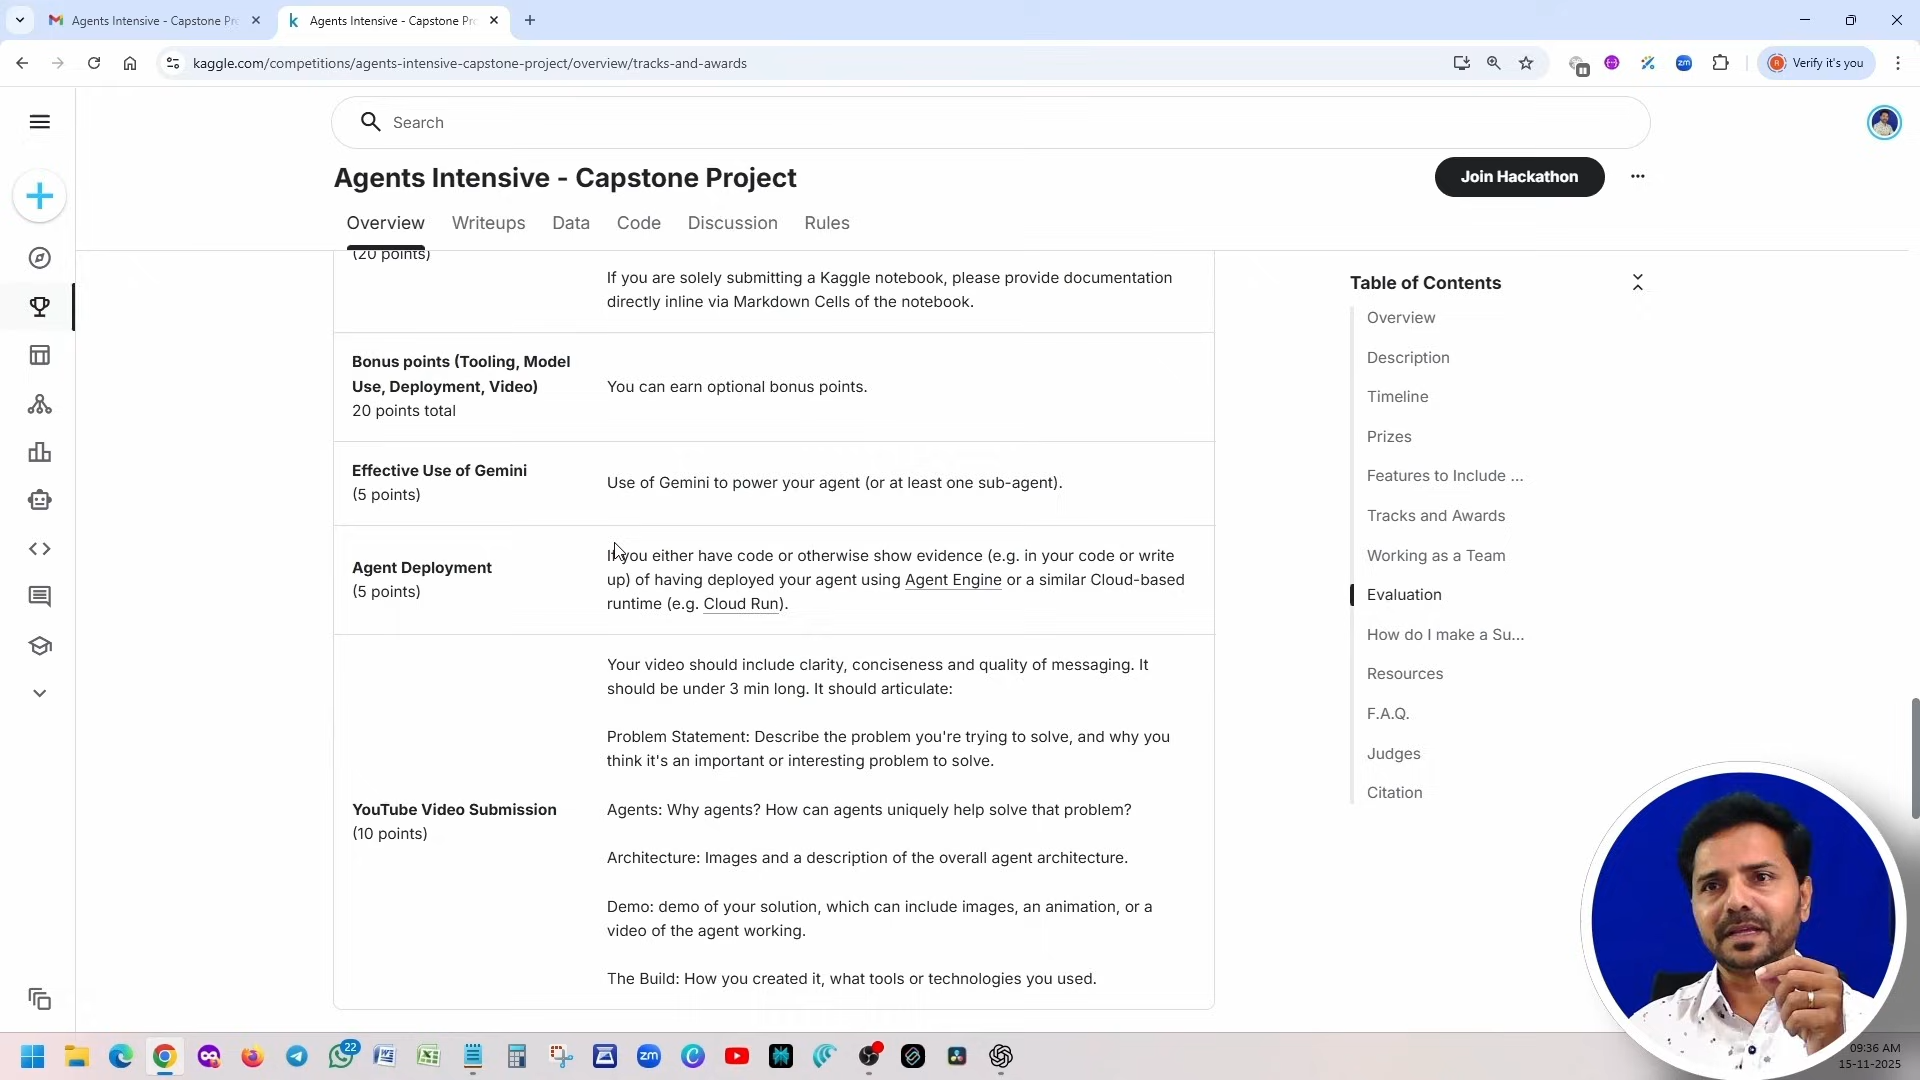 Agents Intensive - Capstone Pr
Agents Intensive - Capstone Pr
kaggle.com/competitions/agents-intensive-capstone-project/overview/tracks-and-awards
Verify it's you
Search
Agents Intensive - Capstone Project
Join Hackathon
Overview
Writeups
Data
Code
Discussion
Rules
(20 points)
If you are solely submitting a Kaggle notebook, please provide documentation
directly inline via Markdown Cells of the notebook.
Bonus points (Tooling, Model
Use, Deployment, Video)
20 points total
You can earn optional bonus points.
Effective Use of Gemini
(5 points)
Use of Gemini to power your agent (or at least one sub-agent).
Agent Deployment
(5 points)
If you either have code or otherwise show evidence (e.g. in your code or write
up) of having deployed your agent using Agent Engine or a similar Cloud-based
runtime (e.g. Cloud Run).
YouTube Video Submission
(10 points)
Your video should include clarity, conciseness and quality of messaging. It
should be under 3 min long. It should articulate:
Problem Statement: Describe the problem you're trying to solve, and why you
think it's an important or interesting problem to solve.
Agents: Why agents? How can agents uniquely help solve that problem?
Architecture: Images and a description of the overall agent architecture.
Demo: demo of your solution, which can include images, an animation, or a
video of the agent working.
The Build: How you created it, what tools or technologies you used.
Table of Contents
Overview
Description
Timeline
Prizes
Features to Include ...
Tracks and Awards
Working as a Team
Evaluation
How do I make a Su...
Resources
F.A.Q.
Judges
Citation
22
zm
09:36 AM
15-11-2025